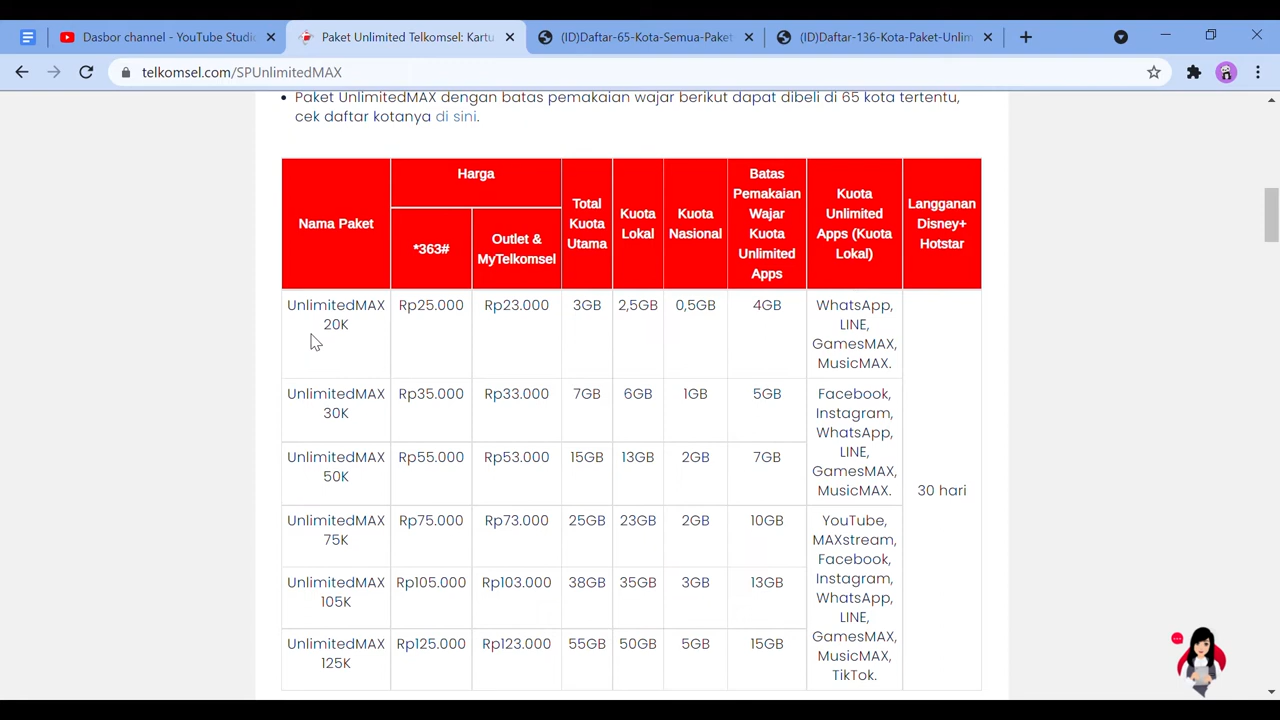 Dasbor channel - YouTube Studio
Paket Unlimited Telkomsel: Kartu
(ID)Daftar-65-Kota-Semua-Paket
(ID)Daftar-136-Kota-Paket-Unlim
telkomsel.com/SPUnlimitedMAX
• Paket UnlimitedMAX dengan batas pemakaian wajar berikut dapat dibeli di 65 kota tertentu,
cek daftar kotanya di sini.
Nama Paket
Harga
*363#
Outlet &
MyTelkomsel
Total
Kuota
Utama
Kuota
Lokal
Kuota
Nasional
Batas
Pemakaian
Wajar
Kuota
Unlimited
Apps
Kuota
Unlimited
Apps (Kuota
Lokal)
Langganan
Disney+
Hotstar
UnlimitedMAX
20K
Rp25.000
Rp23.000
3GB
2,5GB
0,5GB
4GB
WhatsApp,
LINE,
GamesMAX,
MusicMAX.
UnlimitedMAX
30K
Rp35.000
Rp33.000
7GB
6GB
1GB
5GB
Facebook,
Instagram,
WhatsApp,
LINE,
GamesMAX,
MusicMAX.
UnlimitedMAX
50K
Rp55.000
Rp53.000
15GB
13GB
2GB
7GB
30 hari
UnlimitedMAX
75K
Rp75.000
Rp73.000
25GB
23GB
2GB
10GB
YouTube,
MAXstream,
Facebook,
Instagram,
WhatsApp,
LINE,
GamesMAX,
MusicMAX,
TikTok.
UnlimitedMAX
105K
Rp105.000
Rp103.000
38GB
35GB
3GB
13GB
UnlimitedMAX
125K
Rp125.000
Rp123.000
55GB
50GB
5GB
15GB